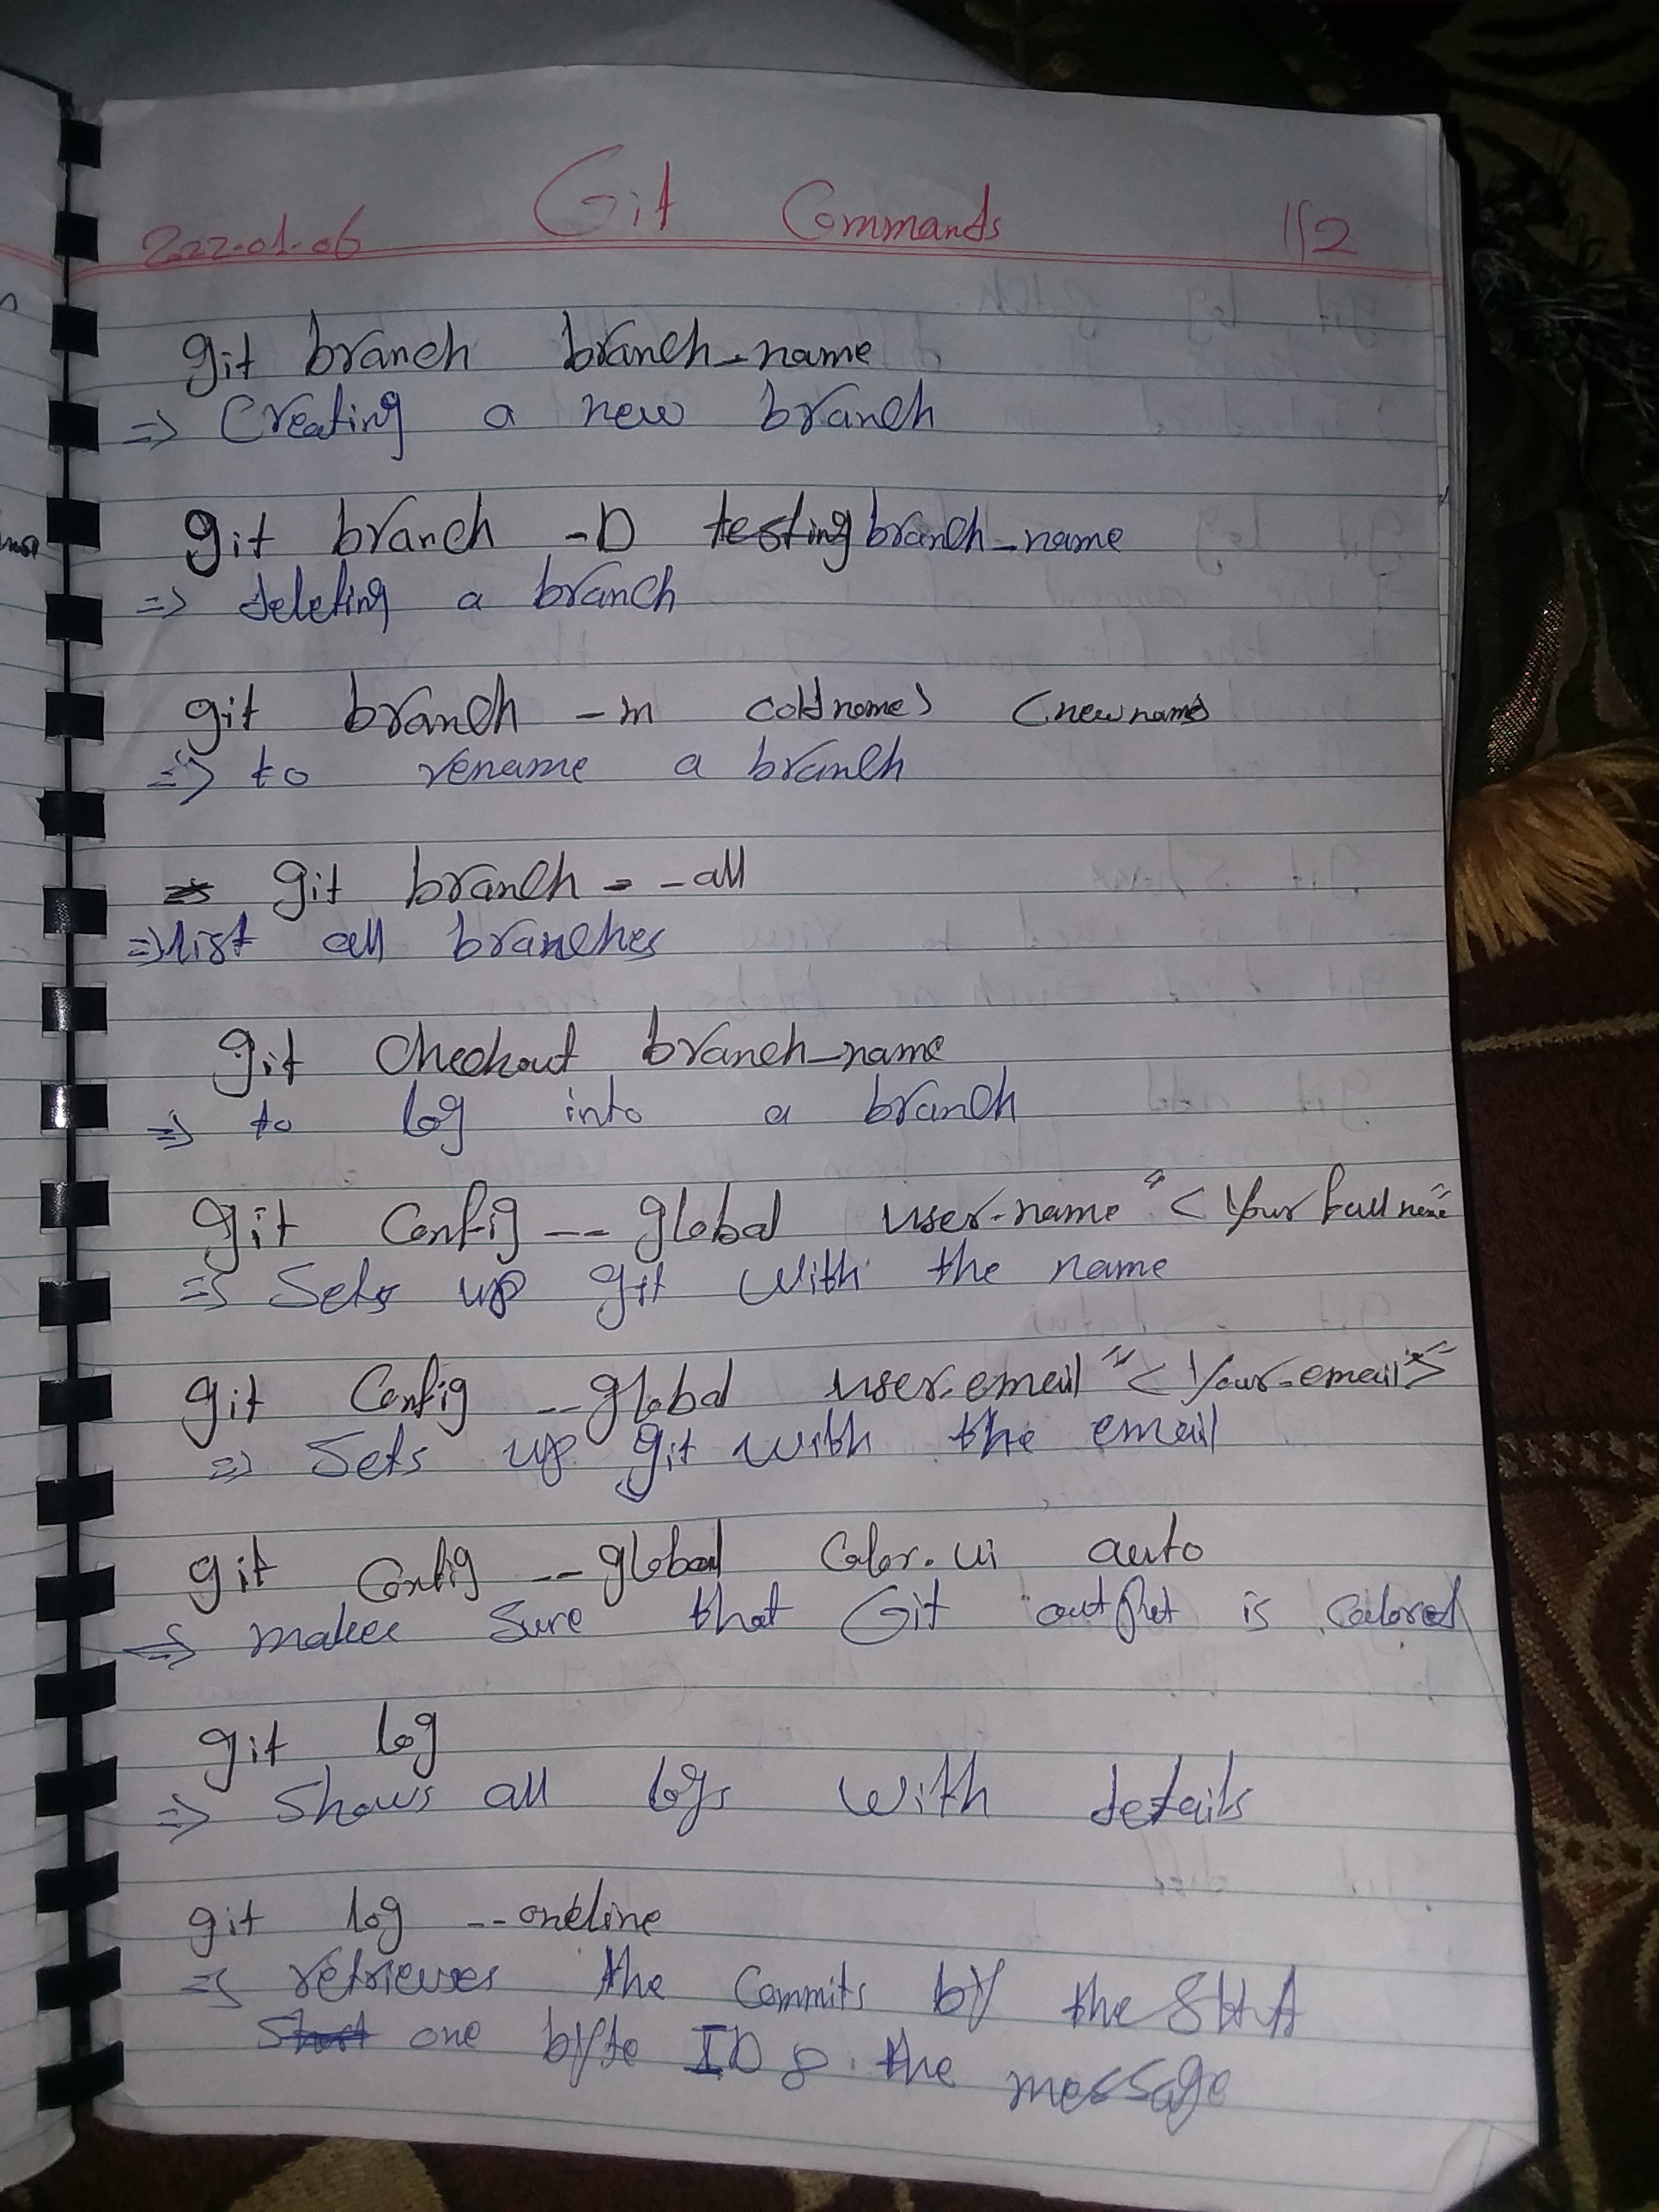 2022-01-06 Git Commands 1/2
git branch branch_name
=> Creating a new branch
git branch -D testing branch_name
=> deleting a branch
git branch -m <oldname> <newname>
=> to rename a branch
git branch --all
=> list all branches
git checkout branch_name
=> to log into a branch
git config --global user.name "<Your full name"
=> Sets up git with the name
git config --global user.email "<Your-email">
=> Sets up git with the email
git config --global color.ui auto
=> makes sure that Git output is colored
git log
=> Shows all logs with details
git log --oneline
=> retrieves the commits by the SHA
Short one byte ID & the message